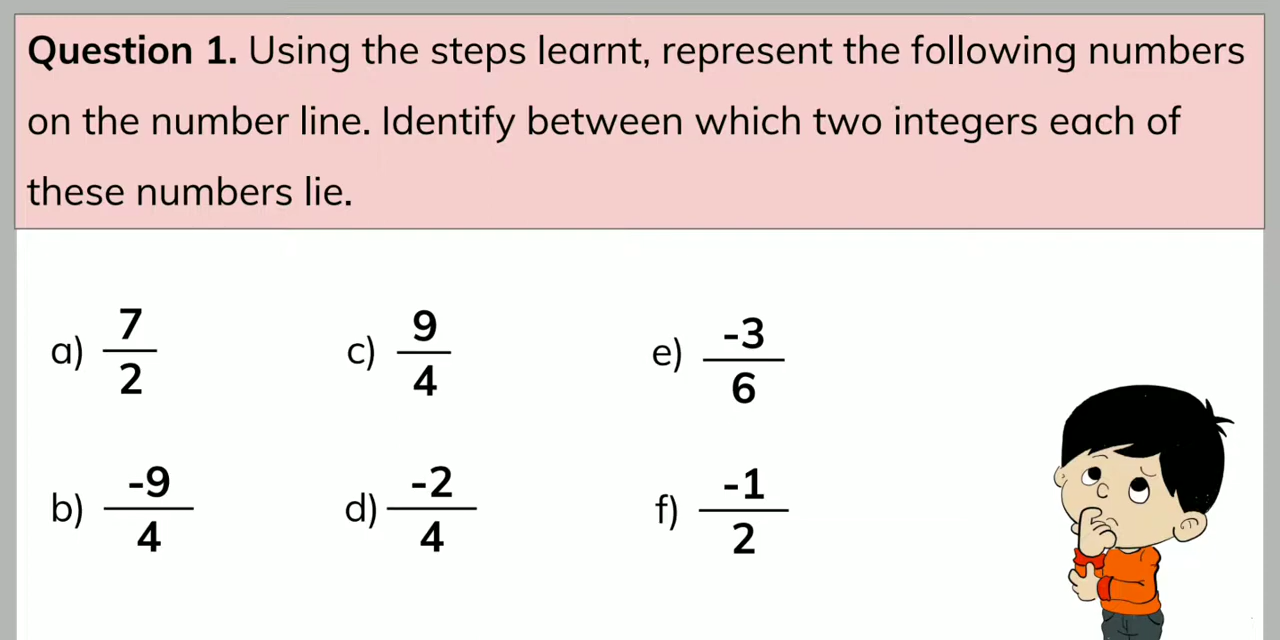 Question 1. Using the steps learnt, represent the following numbers
on the number line. Identify between which two integers each of
these numbers lie.
a) 7/2 c) 9/4 e) -3/6
b) -9/4 d) -2/4 f) -1/2